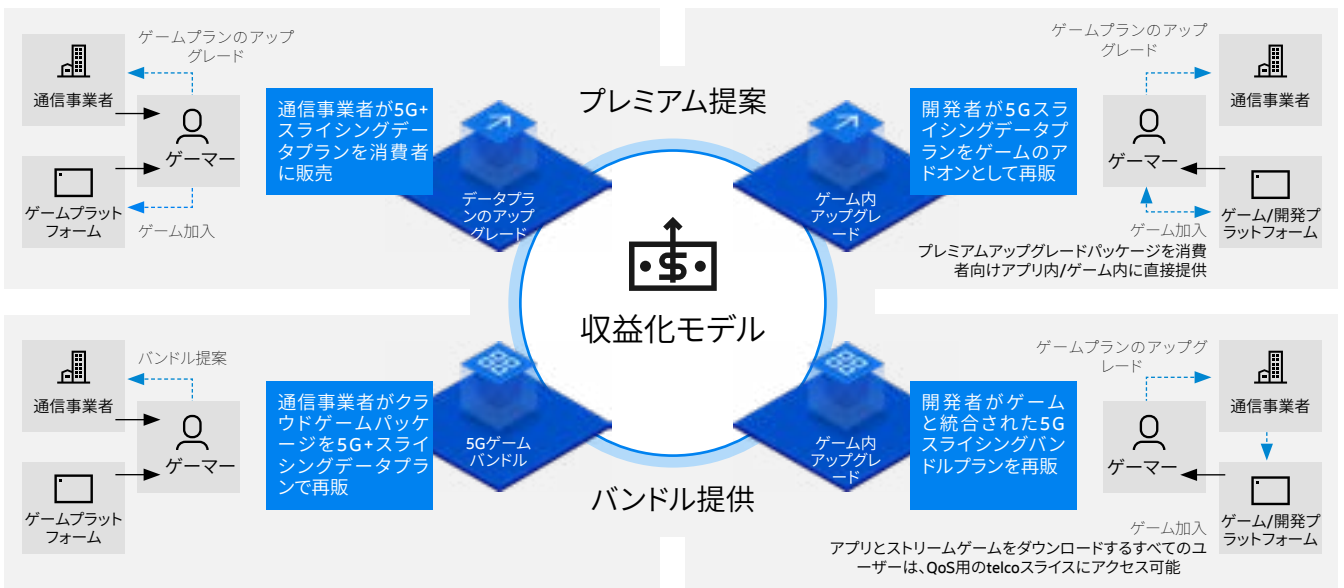 ゲームプランのアップ
グレード
通信事業者
ゲーマー
ゲームプラット
フォーム
ゲーム加入
通信事業者が5G+
スライシングデー
タプランを消費者
に販売
データプラ
ンのアップ
グレード
プレミアム提案
ゲーム内
アップグレ
ード
開発者が5Gスラ
イシングデータプ
ランをゲームのア
ドオンとして再販
ゲームプランのアップ
グレード
通信事業者
ゲーマー
ゲーム/開発プ
ラットフォーム
ゲーム加入
プレミアムアップグレードパッケージを消費
者向けアプリ内/ゲーム内に直接提供
$
収益化モデル
バンドル提案
通信事業者
ゲーマー
ゲームプラット
フォーム
通信事業者がクラ
ウドゲームパッケ
ージを5G+スライ
シングデータプラ
ンで再販
5Gゲーム
バンドル
バンドル提供
ゲーム内
アップグレ
ード
開発者がゲーム
と統合された5G
スライシングバン
ドルプランを再販
ゲームプランのアップグ
レード
通信事業者
ゲーマー
ゲーム/開発プ
ラットフォーム
ゲーム加入
アプリとストリームゲームをダウンロードするすべてのユ
ーザーは、QoS用のtelcoスライスにアクセス可能